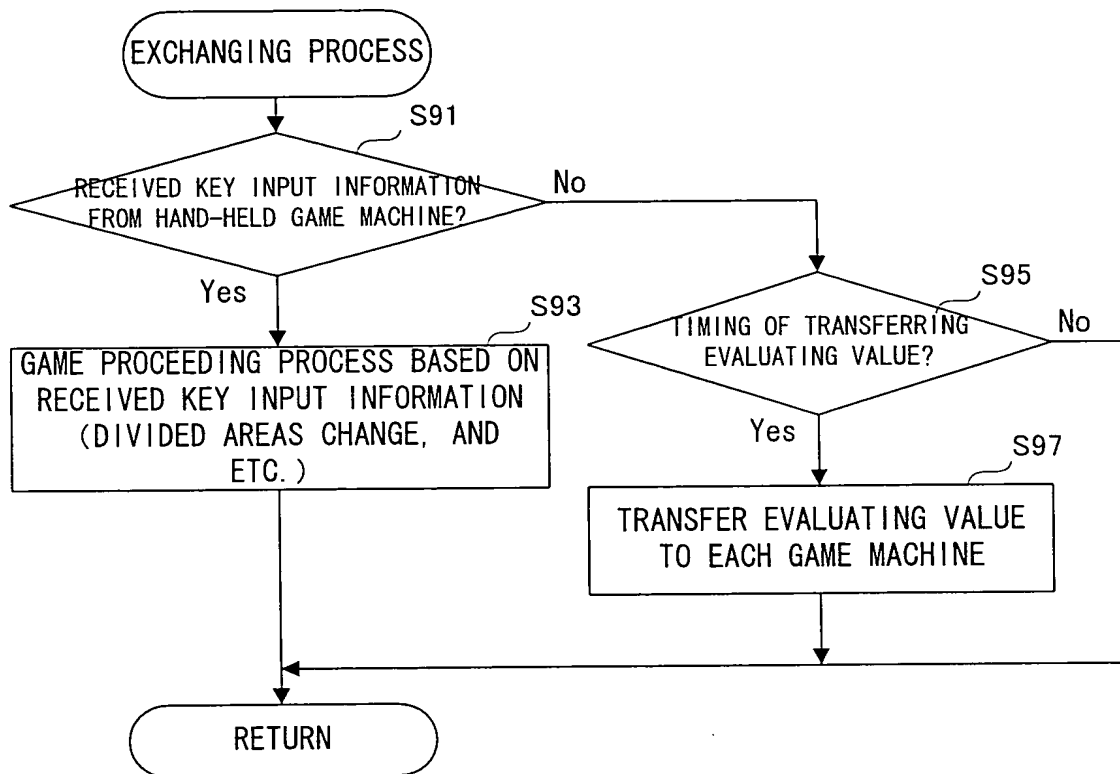 EXCHANGING PROCESS
S91
RECEIVED KEY INPUT INFORMATION
FROM HAND-HELD GAME MACHINE?
No
Yes
S95
TIMING OF TRANSFERRING
EVALUATING VALUE?
No
S93
GAME PROCEEDING PROCESS BASED ON
RECEIVED KEY INPUT INFORMATION
(DIVIDED AREAS CHANGE, AND
ETC.)
Yes
S97
TRANSFER EVALUATING VALUE
TO EACH GAME MACHINE
RETURN